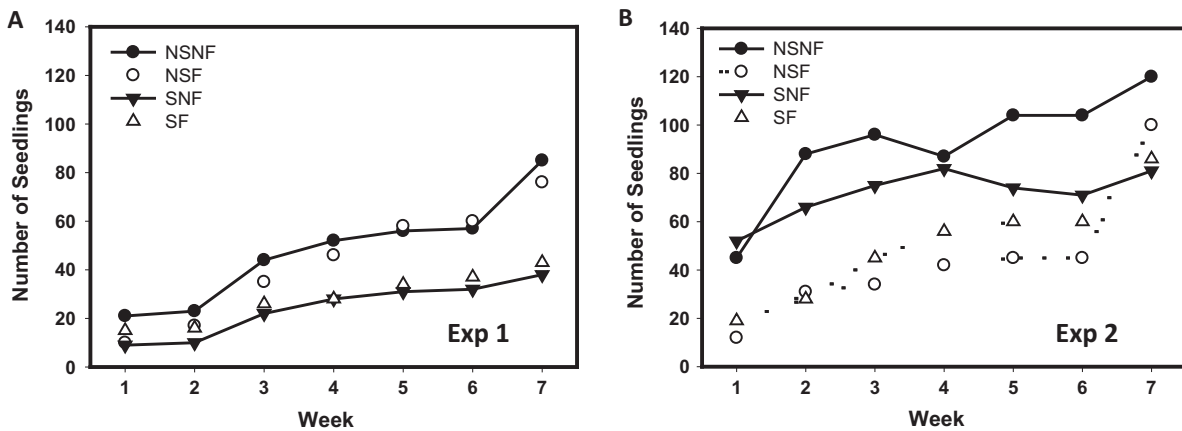 A
140
120
100
80
60
40
20
0
Number of Seedlings
NSNF
NSF
SNF
SF
Exp 1
1 2 3 4 5 6 7
Week
B
140
120
100
80
60
40
20
0
Number of Seedlings
NSNF
NSF
SNF
SF
Exp 2
1 2 3 4 5 6 7
Week